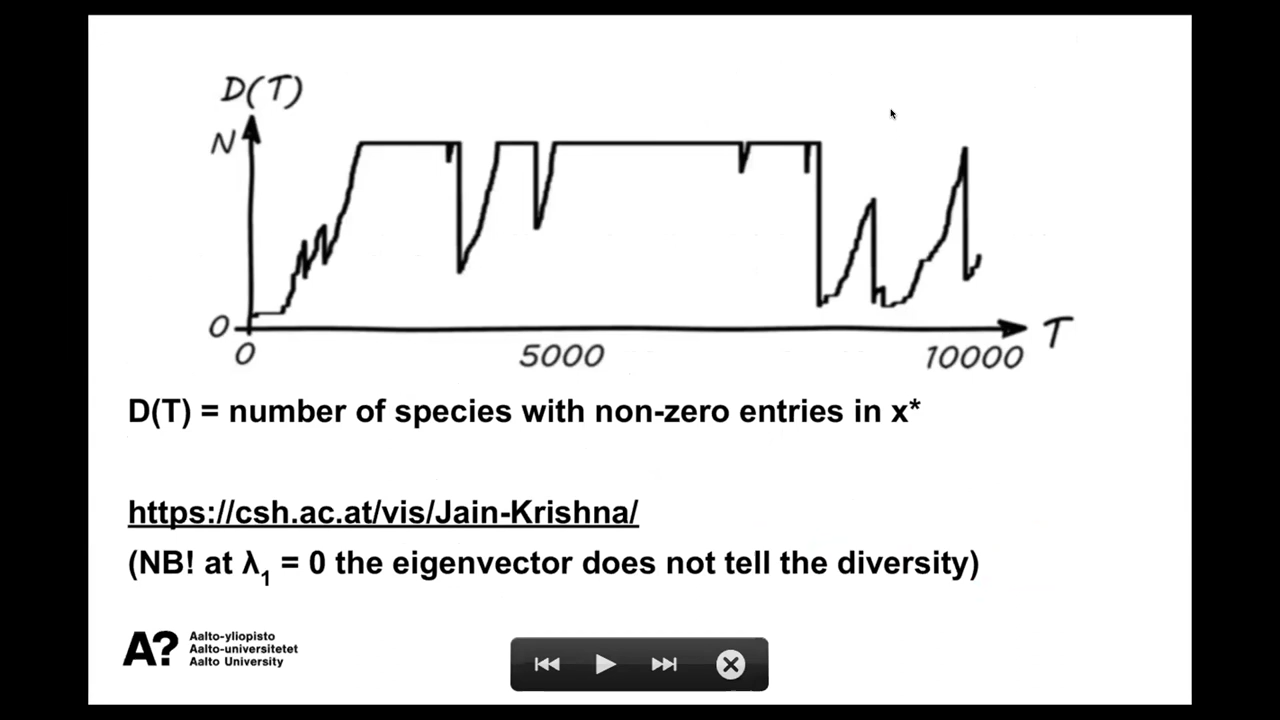 D(T)
N
0
0 5000 10000 T
D(T) = number of species with non-zero entries in x*
https://csh.ac.at/vis/Jain-Krishna/
(NB! at λ₁ = 0 the eigenvector does not tell the diversity)
A? Aalto-yliopisto
Aalto-universitetet
Aalto University